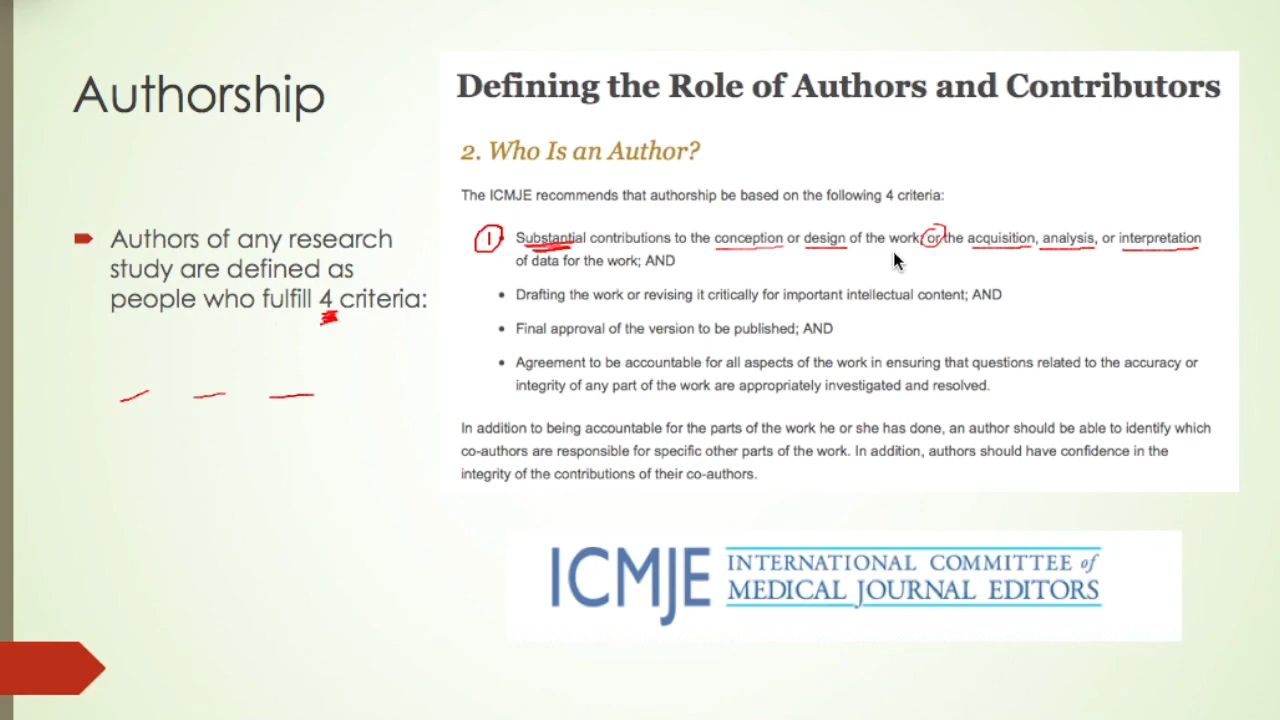 Authorship
Authors of any research
study are defined as
people who fulfill 4 criteria:
Defining the Role of Authors and Contributors
2. Who Is an Author?
The ICMJE recommends that authorship be based on the following 4 criteria:
1
• Substantial contributions to the conception or design of the work; or the acquisition, analysis, or interpretation
of data for the work; AND
• Drafting the work or revising it critically for important intellectual content; AND
• Final approval of the version to be published; AND
• Agreement to be accountable for all aspects of the work in ensuring that questions related to the accuracy or
integrity of any part of the work are appropriately investigated and resolved.
In addition to being accountable for the parts of the work he or she has done, an author should be able to identify which
co-authors are responsible for specific other parts of the work. In addition, authors should have confidence in the
integrity of the contributions of their co-authors.
ICMJE
INTERNATIONAL COMMITTEE of
MEDICAL JOURNAL EDITORS